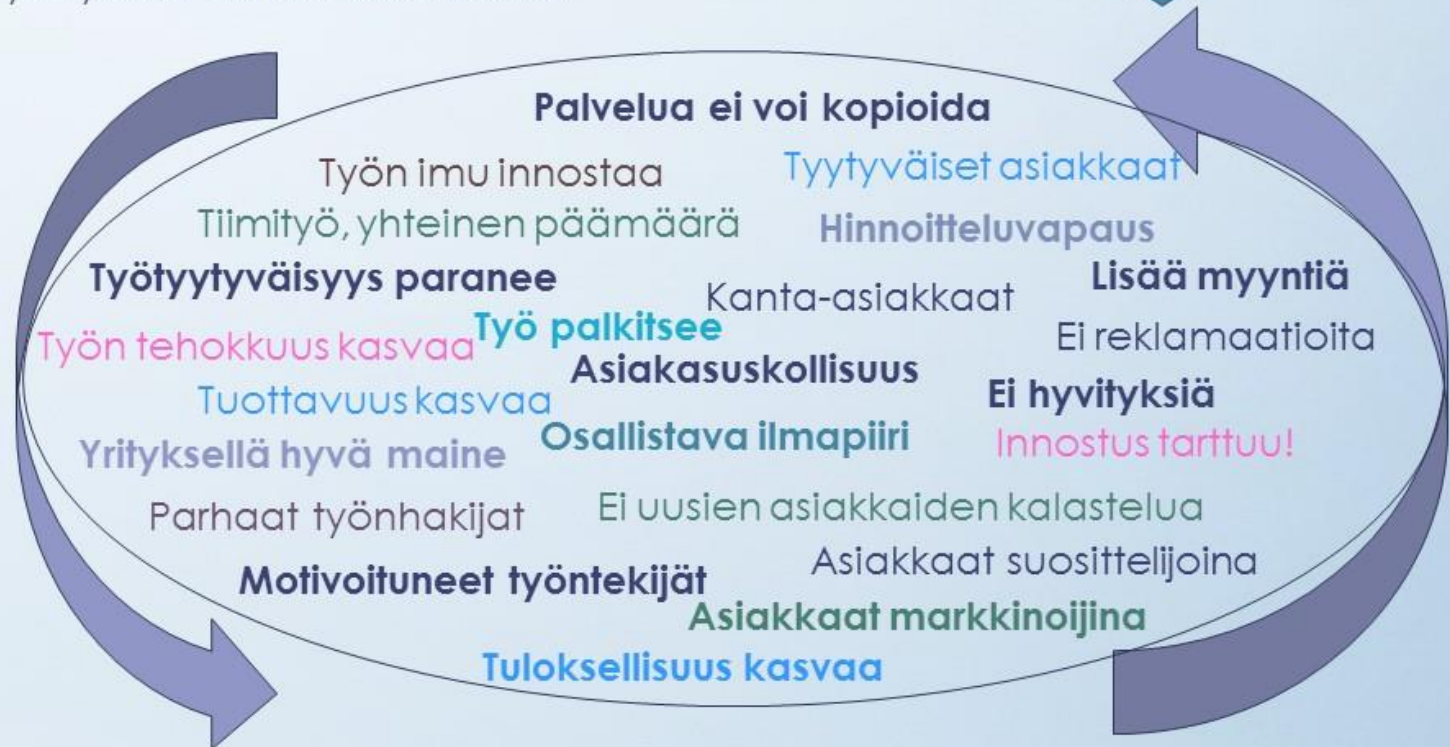 Palvelua ei voi kopioida
Työn imu innostaa
Tyytyväiset asiakkaat
Tiimityö, yhteinen päämäärä
Hinnoitteluvapaus
Työtyytyväisyys paranee
Lisää myyntiä
Kanta-asiakkaat
Työ palkitsee
Ei reklamaatioita
Työn tehokkuus kasvaa
Asiakasuskollisuus
Ei hyvityksiä
Tuottavuus kasvaa
Osallistava ilmapiiri
Innostus tarttuu!
Yrityksellä hyvä maine
Ei uusien asiakkaiden kalastelua
Parhaat työnhakijat
Asiakkaat suosittelijoina
Motivoituneet työntekijät
Asiakkaat markkinoijina
Tuloksellisuus kasvaa